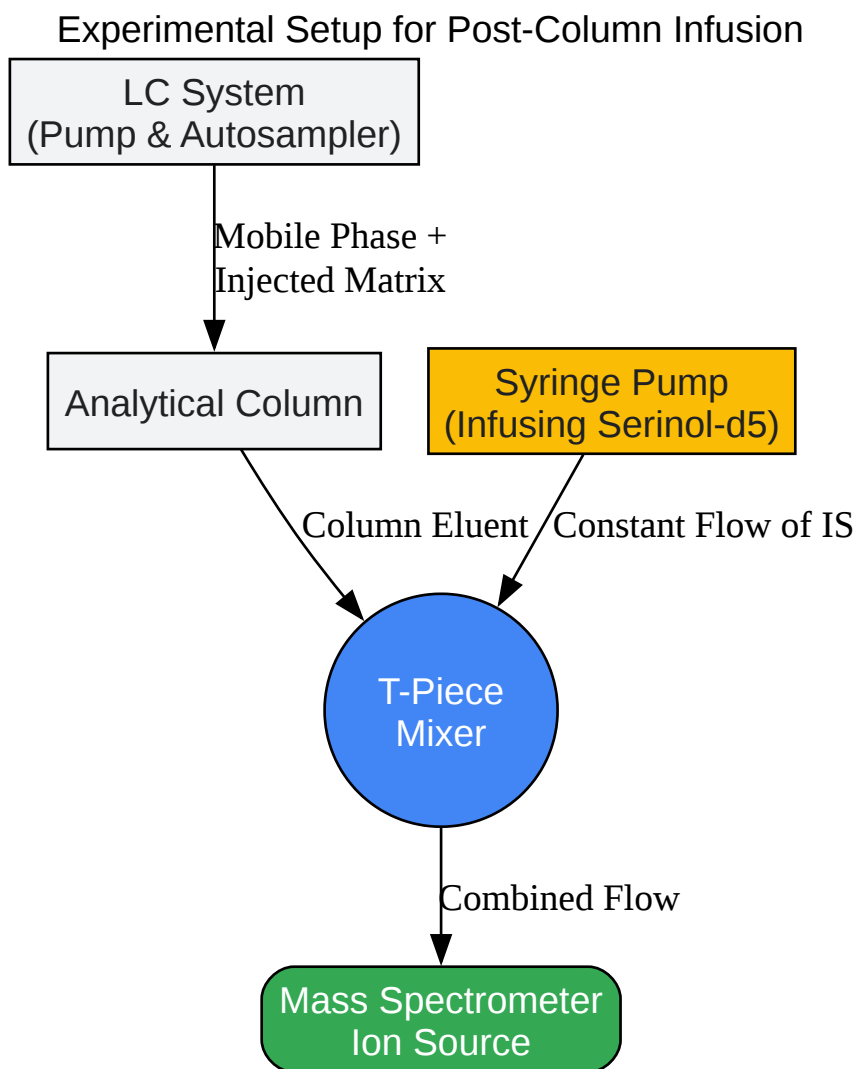 Experimental Setup for Post-Column Infusion
LC System
(Pump & Autosampler)
Mobile Phase +
Injected Matrix
Analytical Column
Syringe Pump
(Infusing Serinol-d5)
Column Eluent
Constant Flow of IS
T-Piece
Mixer
Combined Flow
Mass Spectrometer
Ion Source